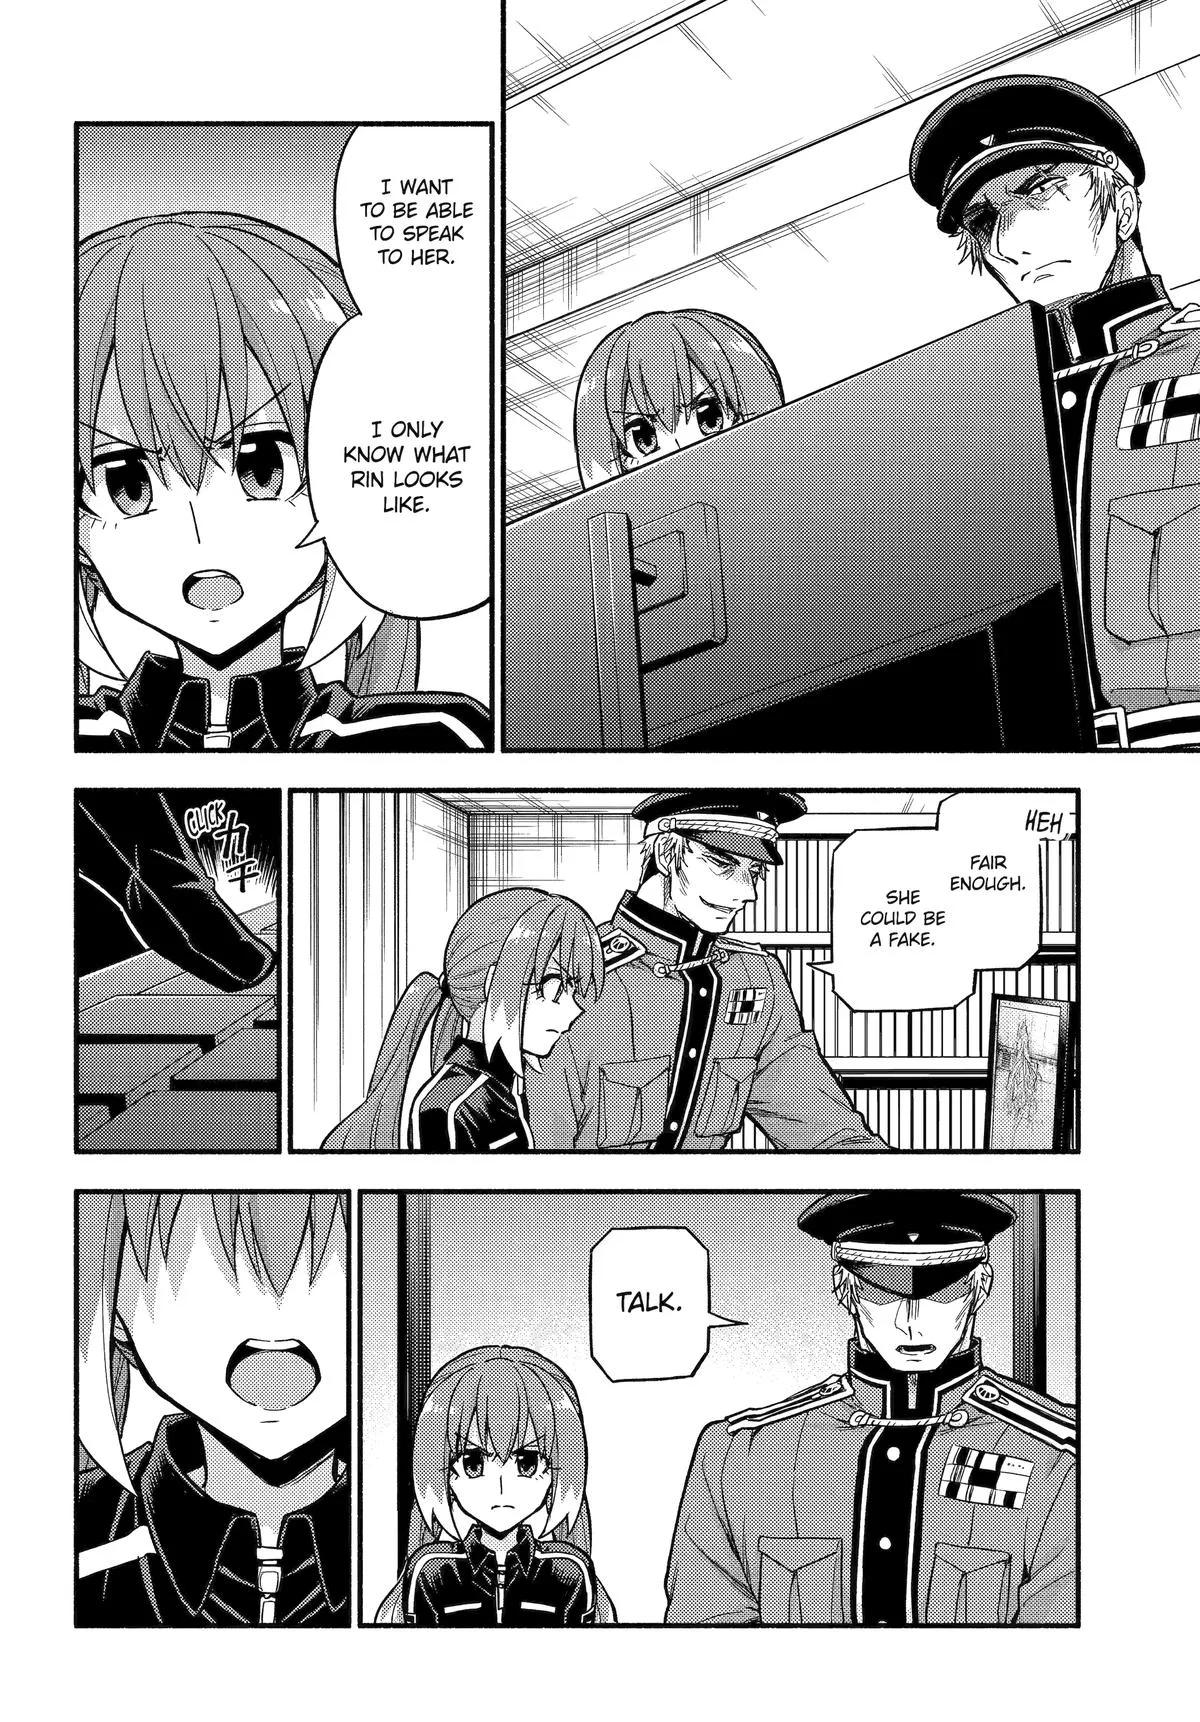 I WANT
TO BE ABLE
TO SPEAK
TO HER.
I ONLY
KNOW WHAT
RIN LOOKS
LIKE.
HEH
FAIR
ENOUGH.
SHE
COULD BE
A FAKE.
CLICK
カチ
TALK.